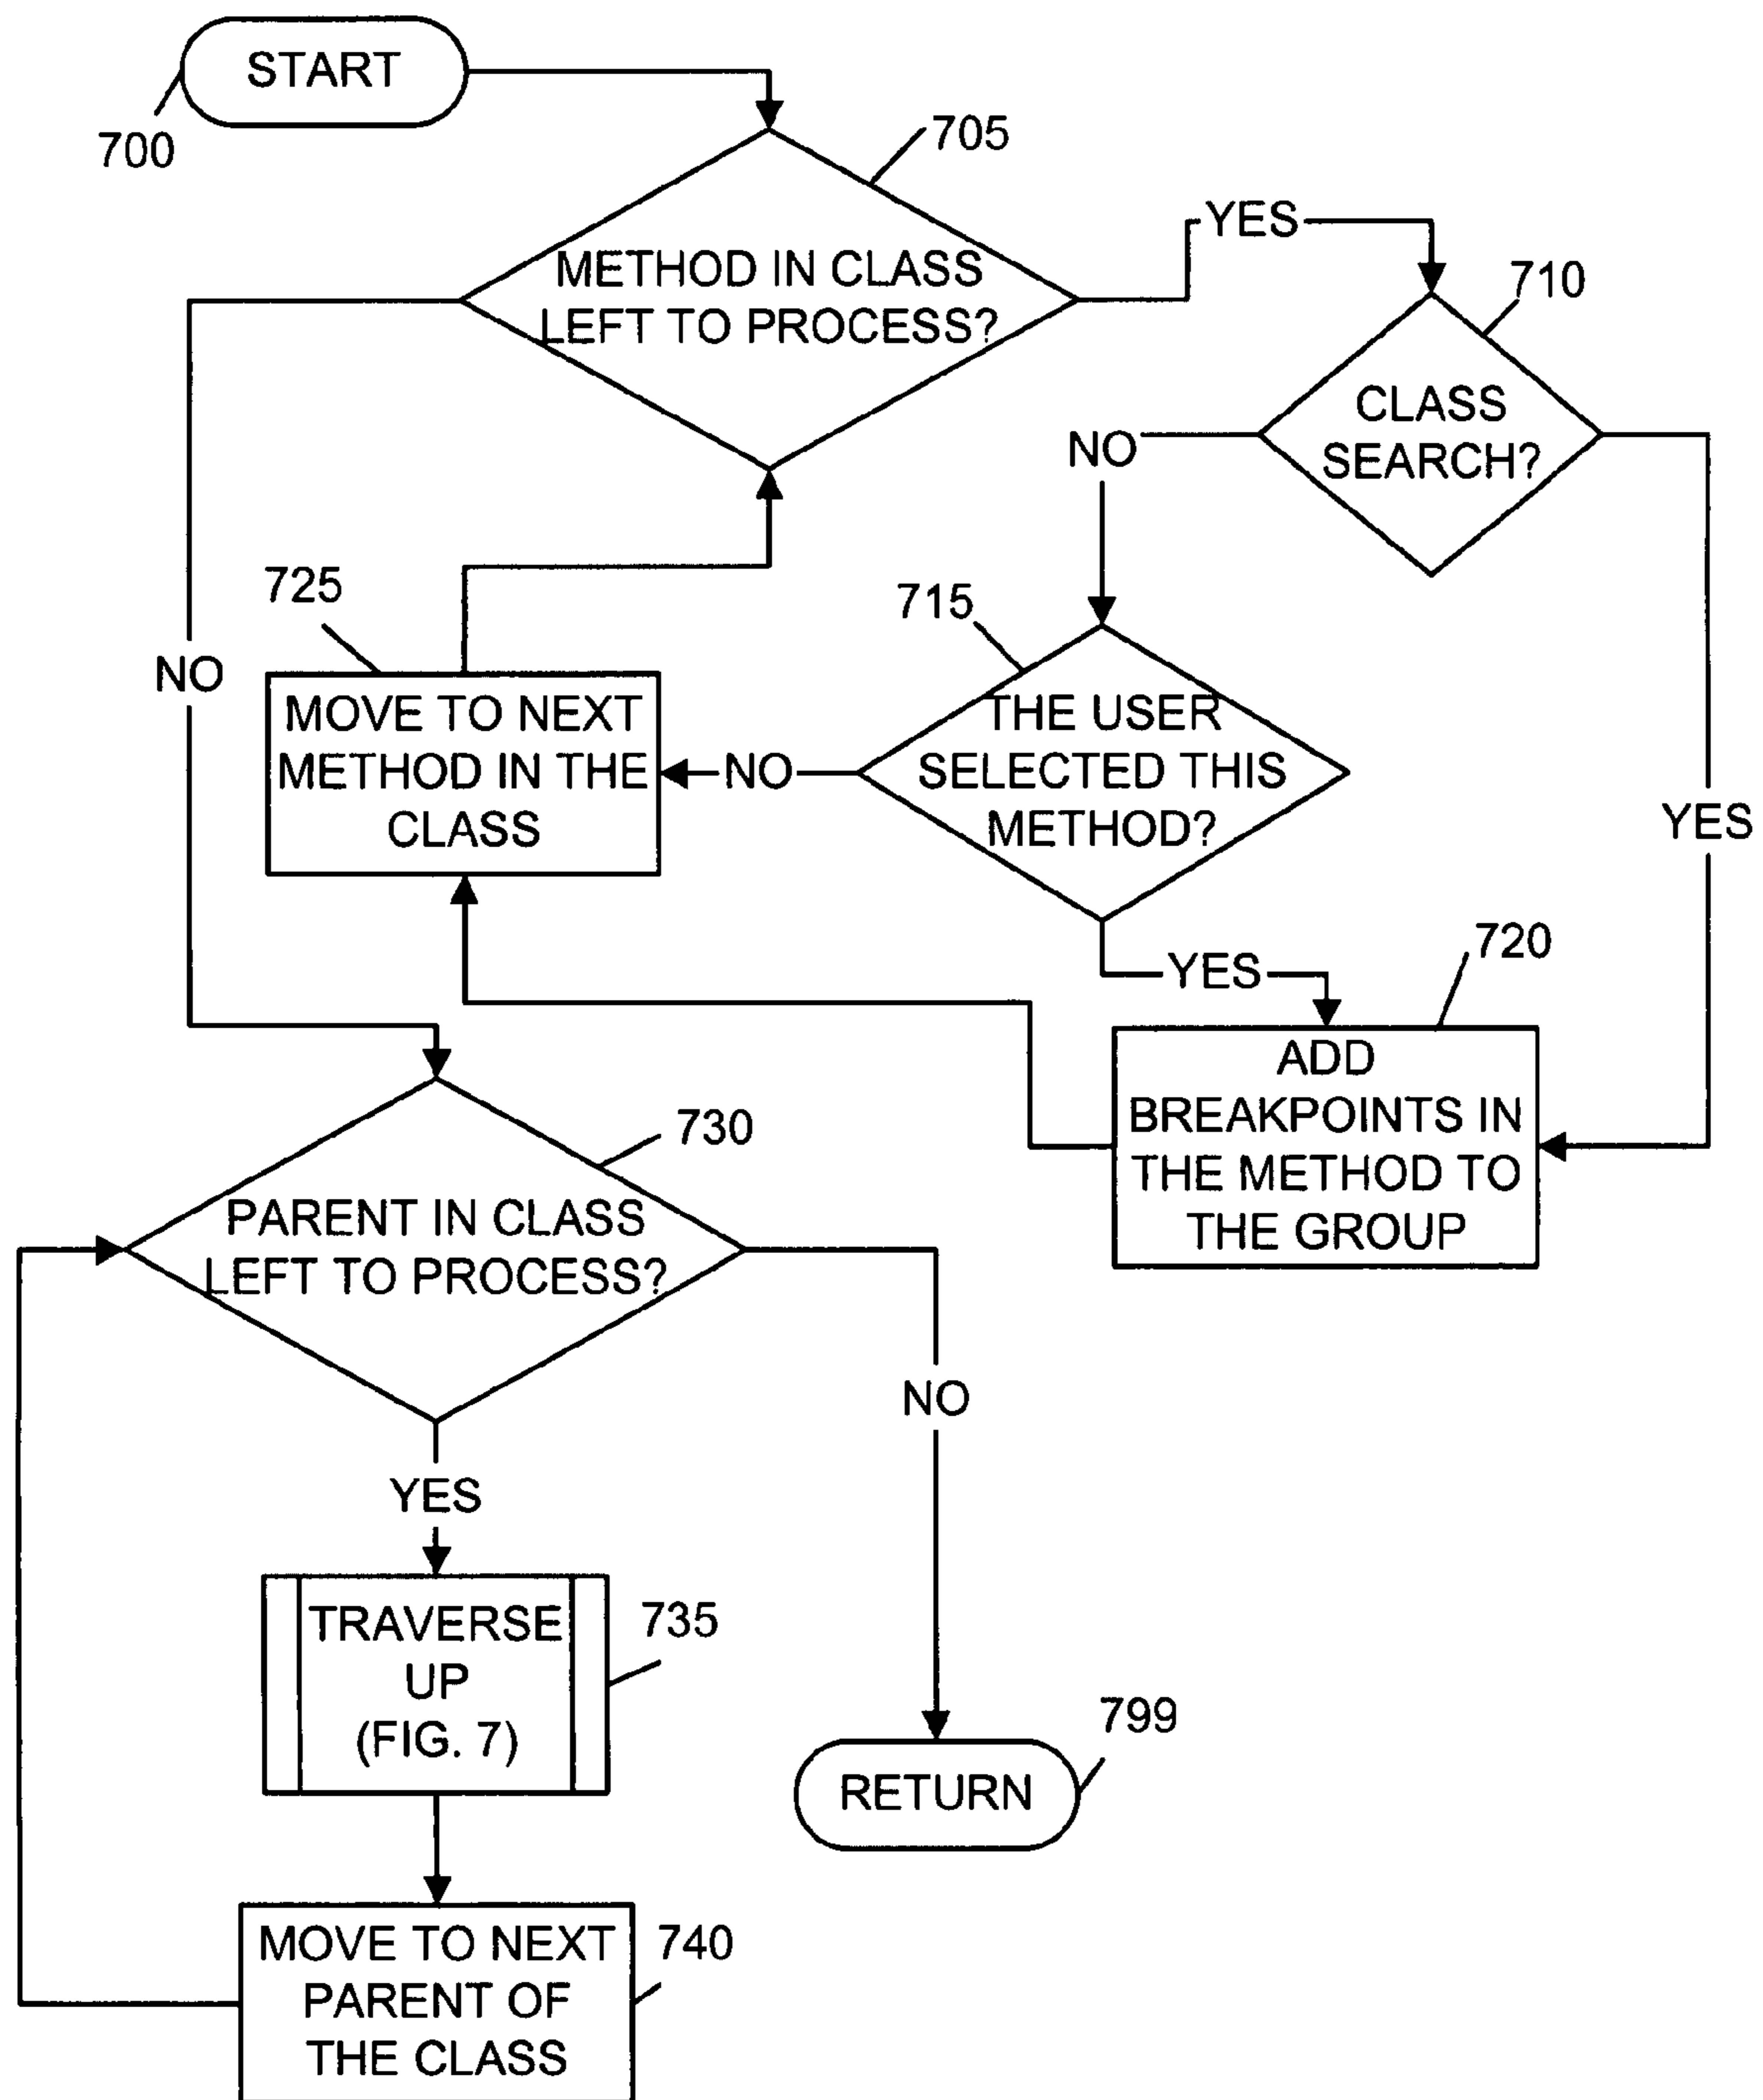 START
700
705
METHOD IN CLASS
LEFT TO PROCESS?
YES
710
CLASS
SEARCH?
NO
YES
715
THE USER
SELECTED THIS
METHOD?
NO
725
MOVE TO NEXT
METHOD IN THE
CLASS
NO
YES
720
ADD
BREAKPOINTS IN
THE METHOD TO
THE GROUP
730
PARENT IN CLASS
LEFT TO PROCESS?
NO
YES
TRAVERSE
UP
(FIG. 7)
735
799
RETURN
MOVE TO NEXT
PARENT OF
THE CLASS
740